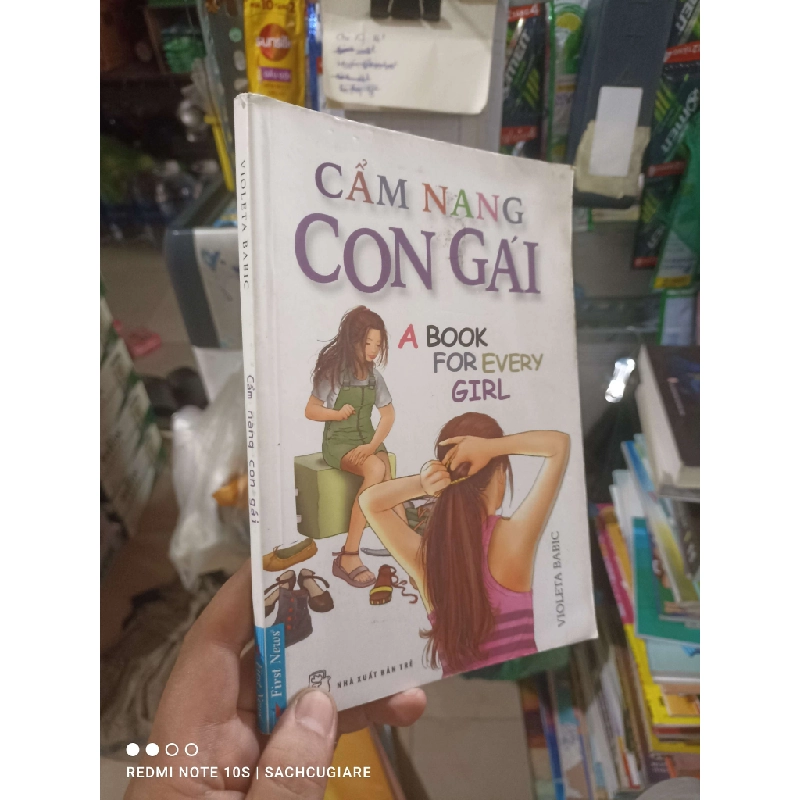 CẨM NANG
CON GÁI
A BOOK
FOR EVERY
GIRL
VIOLETA BABIC
NHÀ XUẤT BẢN TRẺ
VIOLETA BABIC
Cẩm nang con gái
First News
REDMI NOTE 10S | SACHCUGIARE